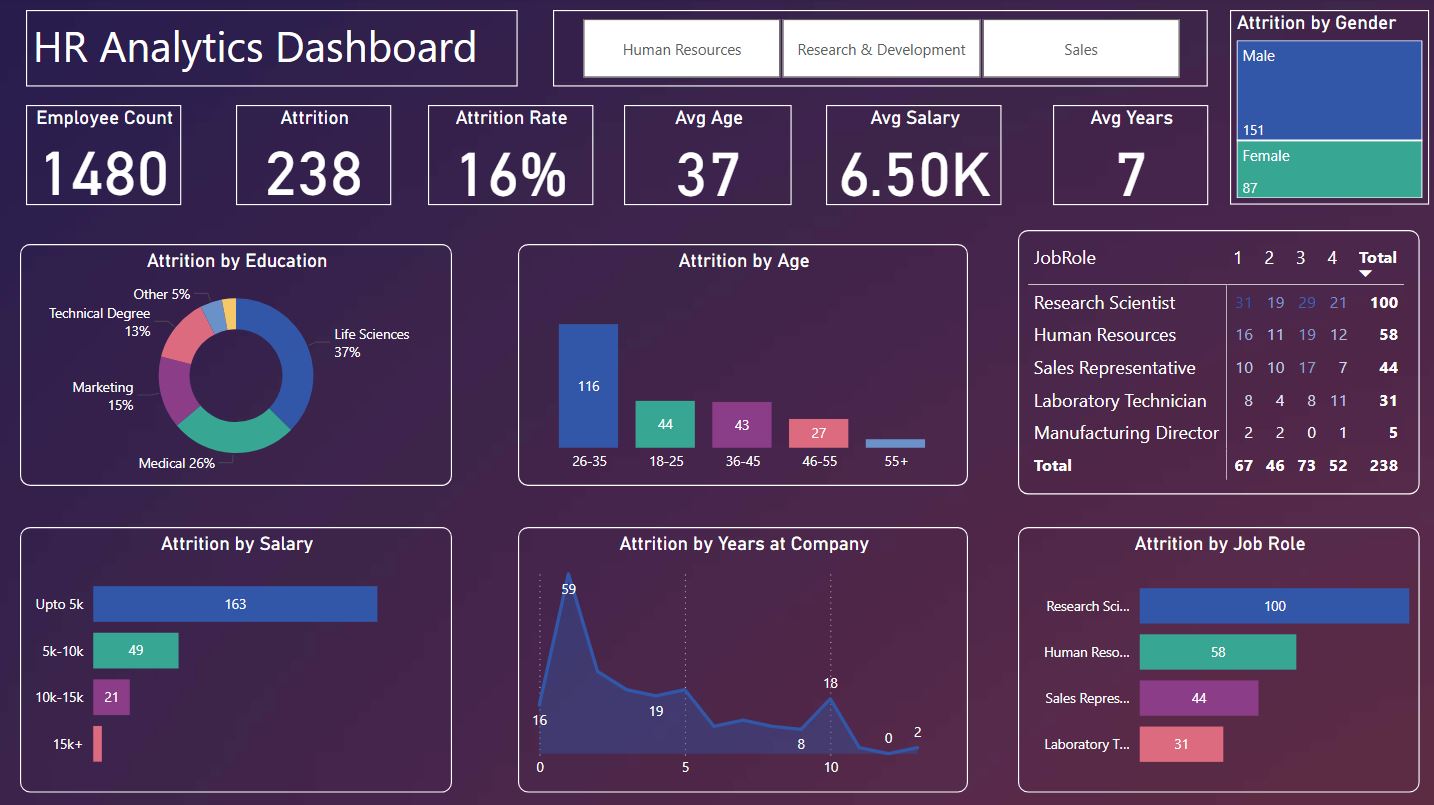 HR Analytics Dashboard
Human Resources
Research & Development
Sales
Attrition by Gender
Male
151
Female
87
Employee Count
1480
Attrition
238
Attrition Rate
16%
Avg Age
37
Avg Salary
6.50K
Avg Years
7
Attrition by Education
Other 5%
Technical Degree
13%
Life Sciences
37%
Marketing
15%
Medical 26%
Attrition by Age
116
44
43
27
26-35 18-25 36-45 46-55 55+
JobRole 1 2 3 4 Total
Research Scientist 31 19 29 21 100
Human Resources 16 11 19 12 58
Sales Representative 10 10 17 7 44
Laboratory Technician 8 4 8 11 31
Manufacturing Director 2 2 0 1 5
Total 67 46 73 52 238
Attrition by Salary
Upto 5k 163
5k-10k 49
10k-15k 21
15k+
Attrition by Years at Company
59
16
19
18
8
0
2
0 5 10
Attrition by Job Role
Research Sci... 100
Human Reso... 58
Sales Repres... 44
Laboratory T... 31